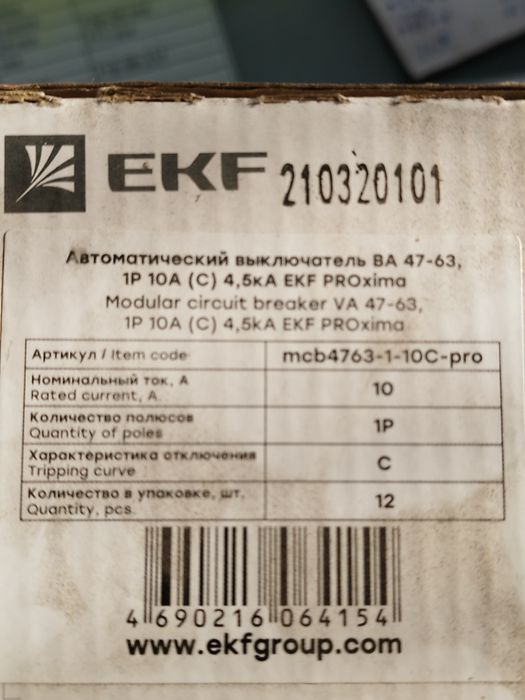 EKF 210320101
Автоматический выключатель ВА 47-63,
1P 10A (C) 4,5кА EKF PROxima
Modular circuit breaker VA 47-63,
1P 10A (C) 4,5kA EKF PROxima
Артикул / Item code mcb4763-1-10C-pro
Номинальный ток, А
Rated current, A. 10
Количество полюсов
Quantity of poles 1P
Характеристика отключения
Tripping curve C
Количество в упаковке, шт.
Quantity, pcs. 12
4 690216 064154
www.ekfgroup.com